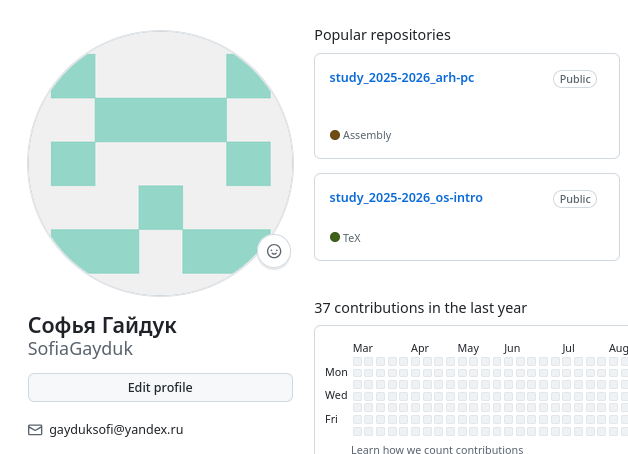 Popular repositories
study_2025-2026_arh-pc
Public
Assembly
study_2025-2026_os-intro
Public
TeX
Софья Гайдук
SofiaGayduk
Edit profile
gayduksofi@yandex.ru
37 contributions in the last year
Mar Apr May Jun Jul Aug
Mon
Wed
Fri
Learn how we count contributions